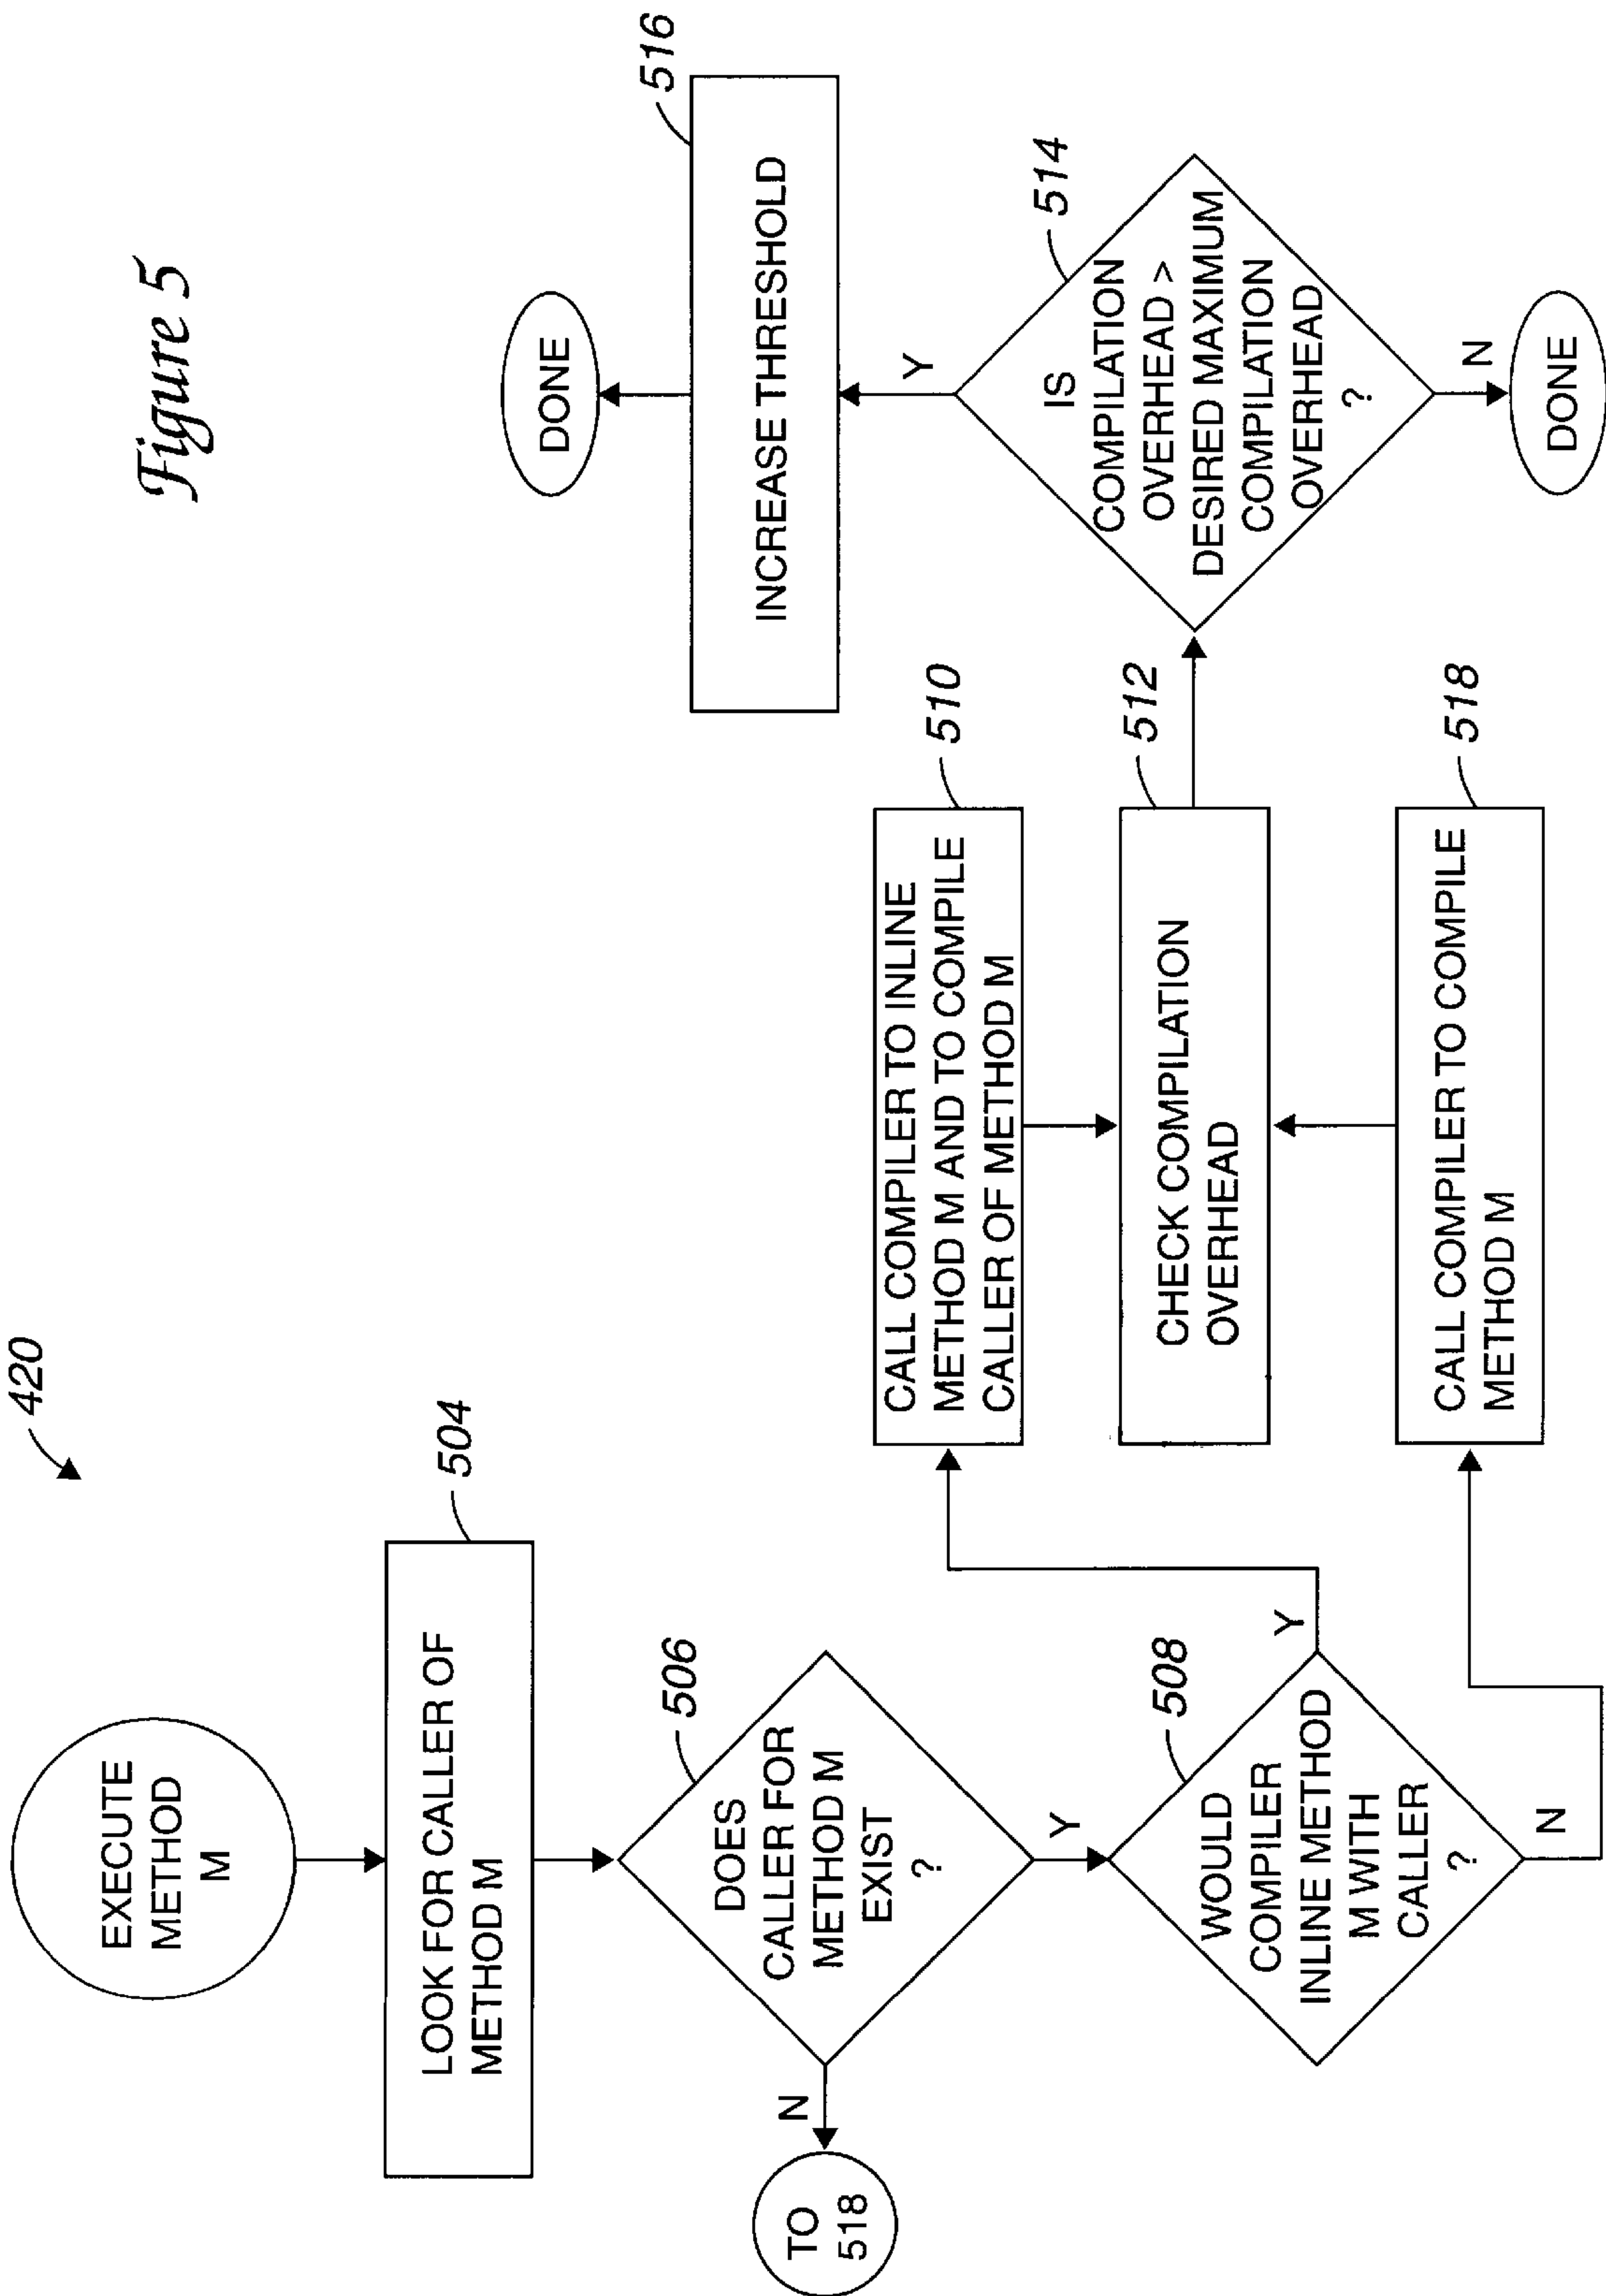 Figure 5
420
EXECUTE
METHOD
M
504
LOOK FOR CALLER OF
METHOD M
506
DOES
CALLER FOR
METHOD M
EXIST
?
N
TO
518
Y
508
WOULD
COMPILER
INLINE METHOD
M WITH
CALLER
?
Y
N
510
CALL COMPILER TO INLINE
METHOD M AND TO COMPILE
CALLER OF METHOD M
512
CHECK COMPILATION
OVERHEAD
518
CALL COMPILER TO COMPILE
METHOD M
514
IS
COMPILATION
OVERHEAD >
DESIRED MAXIMUM
COMPILATION
OVERHEAD
?
Y
516
INCREASE THRESHOLD
DONE
N
DONE